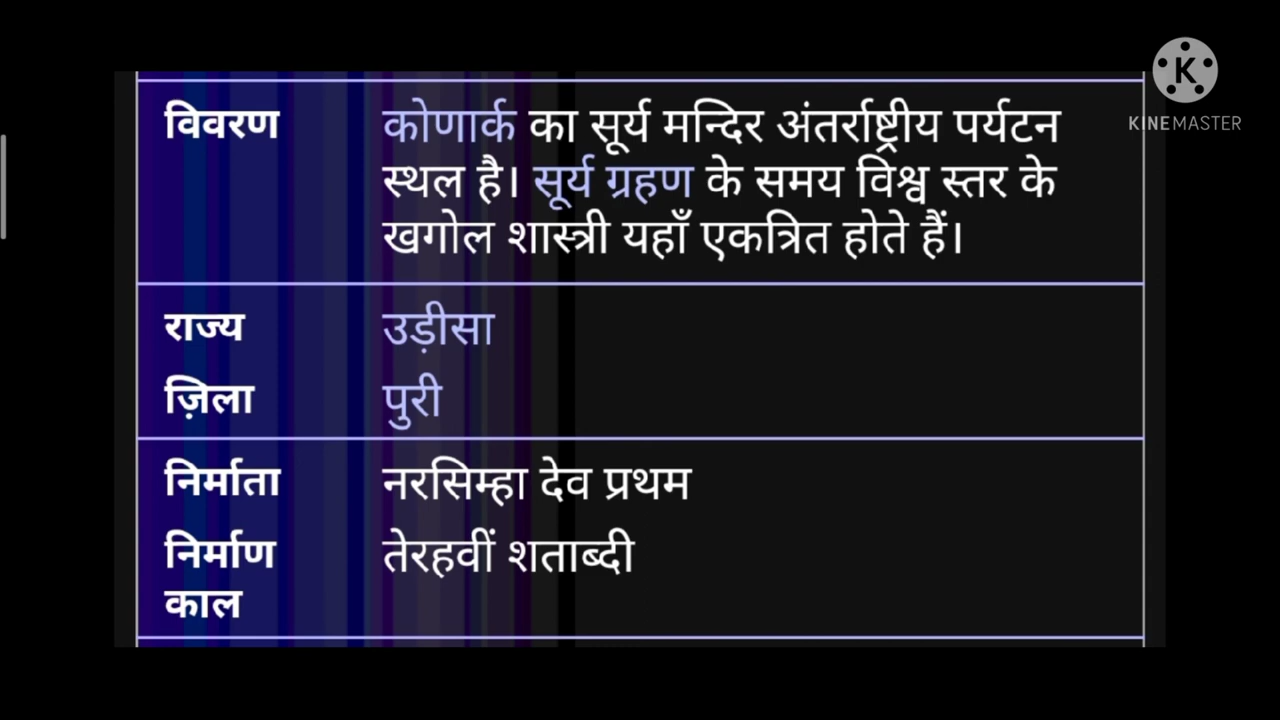 विवरण कोणार्क का सूर्य मन्दिर अंतर्राष्ट्रीय पर्यटन
स्थल है। सूर्य ग्रहण के समय विश्व स्तर के
खगोल शास्त्री यहाँ एकत्रित होते हैं।
राज्य उड़ीसा
ज़िला पुरी
निर्माता नरसिम्हा देव प्रथम
निर्माण तेरहवीं शताब्दी
काल
K
KINEMASTER